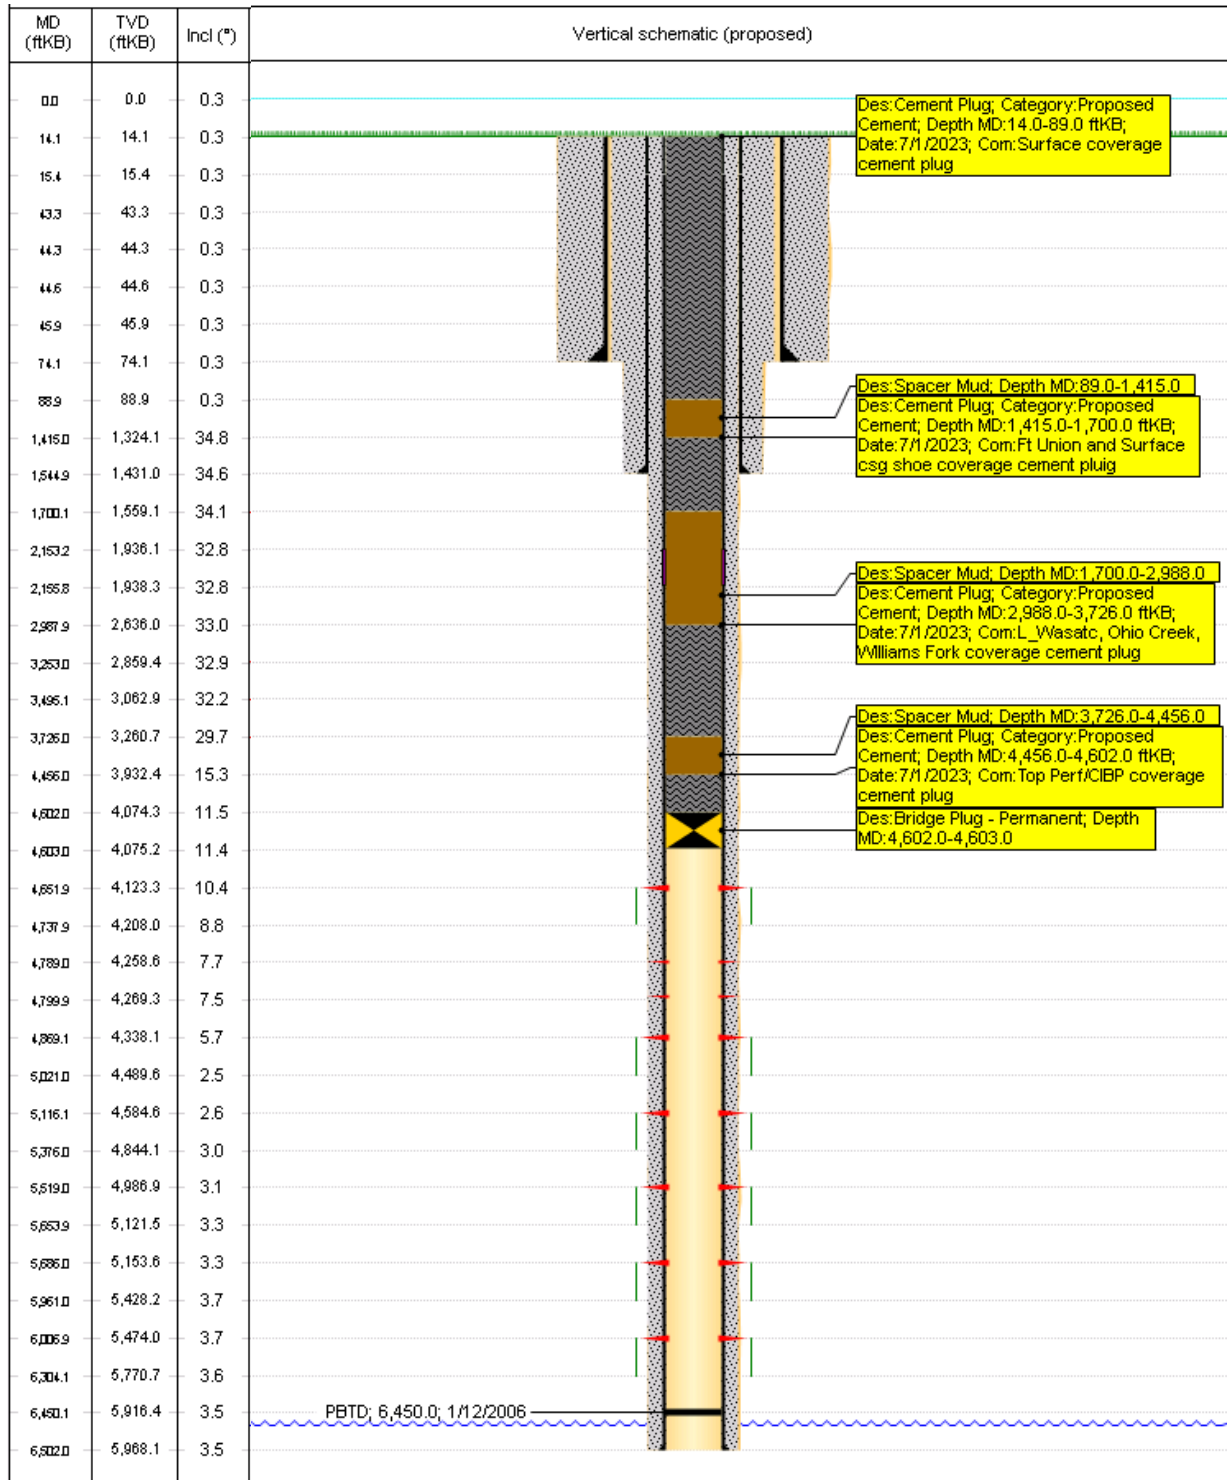 MD (ftKB) TVD (ftKB) Incl (°) Vertical schematic (proposed)
0.0 0.0 0.3
Des:Cement Plug; Category:Proposed
Cement; Depth MD:14.0-89.0 ftKB;
Date:7/1/2023; Com:Surface coverage
cement plug
14.1 14.1 0.3
15.4 15.4 0.3
43.3 43.3 0.3
44.3 44.3 0.3
44.6 44.6 0.3
45.9 45.9 0.3
74.1 74.1 0.3
Des:Spacer Mud; Depth MD:89.0-1,415.0
88.9 88.9 0.3
Des:Cement Plug; Category:Proposed
Cement; Depth MD:1,415.0-1,700.0 ftKB;
Date:7/1/2023; Com:Ft Union and Surface
csg shoe coverage cement pluig
1,415.0 1,324.1 34.8
1,544.9 1,431.0 34.6
1,700.1 1,559.1 34.1
2,153.2 1,936.1 32.8
Des:Spacer Mud; Depth MD:1,700.0-2,988.0
2,155.8 1,938.3 32.8
Des:Cement Plug; Category:Proposed
Cement; Depth MD:2,988.0-3,726.0 ftKB;
Date:7/1/2023; Com:L_Wasatc, Ohio Creek,
Williams Fork coverage cement plug
2,987.9 2,636.0 33.0
3,253.0 2,859.4 32.9
3,495.1 3,062.9 32.2
Des:Spacer Mud; Depth MD:3,726.0-4,456.0
3,726.0 3,260.7 29.7
Des:Cement Plug; Category:Proposed
Cement; Depth MD:4,456.0-4,602.0 ftKB;
Date:7/1/2023; Com:Top Perf/CIBP coverage
cement plug
4,456.0 3,932.4 15.3
4,602.0 4,074.3 11.5
Des:Bridge Plug - Permanent; Depth
MD:4,602.0-4,603.0
4,603.0 4,075.2 11.4
4,651.9 4,123.3 10.4
4,737.9 4,208.0 8.8
4,789.0 4,258.6 7.7
4,799.9 4,269.3 7.5
4,869.1 4,338.1 5.7
5,021.0 4,489.6 2.5
5,116.1 4,584.6 2.6
5,376.0 4,844.1 3.0
5,519.0 4,986.9 3.1
5,653.9 5,121.5 3.3
5,686.0 5,153.6 3.3
5,961.0 5,428.2 3.7
6,006.9 5,474.0 3.7
6,304.1 5,770.7 3.6
6,450.1 5,916.4 3.5 PBTD; 6,450.0; 1/12/2006
6,502.0 5,968.1 3.5